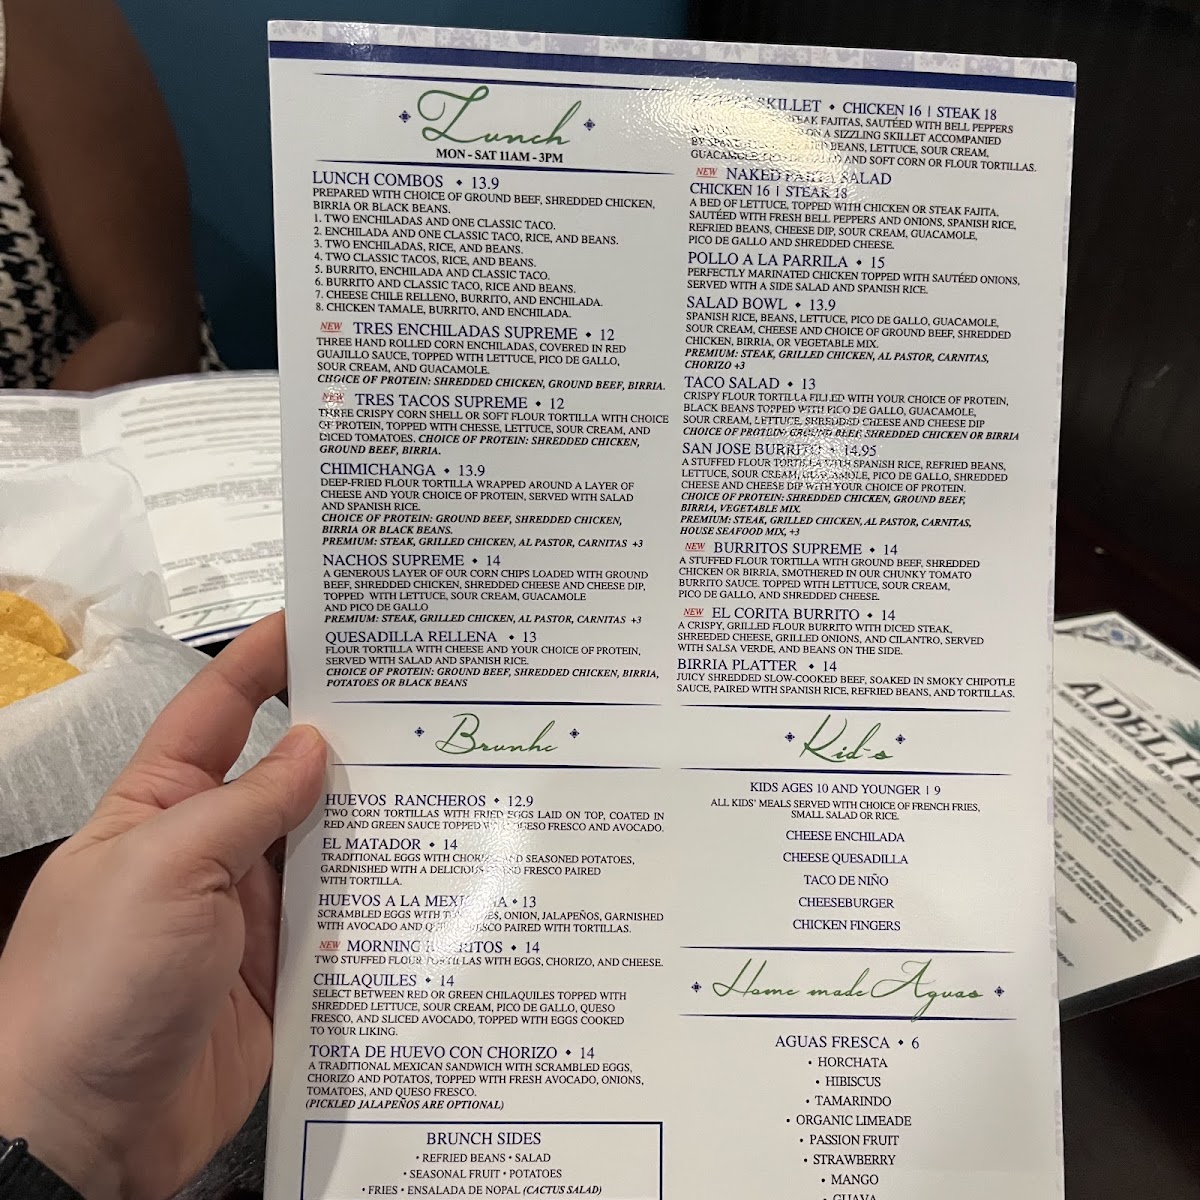 Lunch
MON - SAT 11AM - 3PM
LUNCH COMBOS • 13.9
PREPARED WITH CHOICE OF GROUND BEEF, SHREDDED CHICKEN,
BIRRIA OR BLACK BEANS.
1. TWO ENCHILADAS AND ONE CLASSIC TACO.
2. ENCHILADA AND ONE CLASSIC TACO, RICE, AND BEANS.
3. TWO ENCHILADAS, RICE, AND BEANS.
4. TWO CLASSIC TACOS, RICE, AND BEANS.
5. BURRITO, ENCHILADA AND CLASSIC TACO.
6. BURRITO AND CLASSIC TACO, RICE AND BEANS.
7. CHEESE CHILE RELLENO, BURRITO, AND ENCHILADA.
8. CHICKEN TAMALE, BURRITO, AND ENCHILADA.
NEW TRES ENCHILADAS SUPREME • 12
THREE HAND ROLLED CORN ENCHILADAS, COVERED IN RED
GUAJILLO SAUCE, TOPPED WITH LETTUCE, PICO DE GALLO,
SOUR CREAM, AND GUACAMOLE.
CHOICE OF PROTEIN: SHREDDED CHICKEN, GROUND BEEF, BIRRIA.
NEW TRES TACOS SUPREME • 12
THREE CRISPY CORN SHELL OR SOFT FLOUR TORTILLA WITH CHOICE
OF PROTEIN, TOPPED WITH CHESSE, LETTUCE, SOUR CREAM, AND
DICED TOMATOES. CHOICE OF PROTEIN: SHREDDED CHICKEN,
GROUND BEEF, BIRRIA.
CHIMICHANGA • 13.9
DEEP-FRIED FLOUR TORTILLA WRAPPED AROUND A LAYER OF
CHEESE AND YOUR CHOICE OF PROTEIN, SERVED WITH SALAD
AND SPANISH RICE.
CHOICE OF PROTEIN: GROUND BEEF, SHREDDED CHICKEN,
BIRRIA OR BLACK BEANS.
PREMIUM: STEAK, GRILLED CHICKEN, AL PASTOR, CARNITAS +3
NACHOS SUPREME • 14
A GENEROUS LAYER OF OUR CORN CHIPS LOADED WITH GROUND
BEEF, SHREDDED CHICKEN, SHREDDED CHEESE AND CHEESE DIP,
TOPPED WITH LETTUCE, SOUR CREAM, GUACAMOLE
AND PICO DE GALLO
PREMIUM: STEAK, GRILLED CHICKEN, AL PASTOR, CARNITAS +3
QUESADILLA RELLENA • 13
FLOUR TORTILLA WITH CHEESE AND YOUR CHOICE OF PROTEIN,
SERVED WITH SALAD AND SPANISH RICE.
CHOICE OF PROTEIN: GROUND BEEF, SHREDDED CHICKEN, BIRRIA,
POTATOES OR BLACK BEANS
Brunhc
HUEVOS RANCHEROS • 12.9
TWO CORN TORTILLAS WITH FRIED EGGS LAID ON TOP, COATED IN
RED AND GREEN SAUCE TOPPED WITH QUESO FRESCO AND AVOCADO.
EL MATADOR • 14
TRADITIONAL EGGS WITH CHORIZO AND SEASONED POTATOES,
GARDNISHED WITH A DELICIOUS FRESCO PAIRED
WITH TORTILLA.
HUEVOS A LA MEXICANA • 13
SCRAMBLED EGGS WITH TOMATOES, ONION, JALAPEÑOS, GARNISHED
WITH AVOCADO AND QUESO FRESCO PAIRED WITH TORTILLAS.
NEW MORNING BURRITOS • 14
TWO STUFFED FLOUR TORTILLAS WITH EGGS, CHORIZO, AND CHEESE.
CHILAQUILES • 14
SELECT BETWEEN RED OR GREEN CHILAQUILES TOPPED WITH
SHREDDED LETTUCE, SOUR CREAM, PICO DE GALLO, QUESO
FRESCO, AND SLICED AVOCADO, TOPPED WITH EGGS COOKED
TO YOUR LIKING.
TORTA DE HUEVO CON CHORIZO • 14
A TRADITIONAL MEXICAN SANDWICH WITH SCRAMBLED EGGS,
CHORIZO AND POTATOS, TOPPED WITH FRESH AVOCADO, ONIONS,
TOMATOES, AND QUESO FRESCO.
(PICKLED JALAPEÑOS ARE OPTIONAL)
BRUNCH SIDES
• REFRIED BEANS • SALAD
• SEASONAL FRUIT • POTATOES
• FRIES • ENSALADA DE NOPAL (CACTUS SALAD)
SKILLET • CHICKEN 16 | STEAK 18
STEAK FAJITAS, SAUTÉED WITH BELL PEPPERS
ON A SIZZLING SKILLET ACCOMPANIED
BY SPANISH BEANS, LETTUCE, SOUR CREAM,
GUACAMOLE, PICO DE GALLO AND SOFT CORN OR FLOUR TORTILLAS.
NEW NAKED FAJITA SALAD
CHICKEN 16 | STEAK 18
A BED OF LETTUCE, TOPPED WITH CHICKEN OR STEAK FAJITA,
SAUTÉED WITH FRESH BELL PEPPERS AND ONIONS, SPANISH RICE,
REFRIED BEANS, CHEESE DIP, SOUR CREAM, GUACAMOLE,
PICO DE GALLO AND SHREDDED CHEESE.
POLLO A LA PARRILA • 15
PERFECTLY MARINATED CHICKEN TOPPED WITH SAUTÉED ONIONS,
SERVED WITH A SIDE SALAD AND SPANISH RICE.
SALAD BOWL • 13.9
SPANISH RICE, BEANS, LETTUCE, PICO DE GALLO, GUACAMOLE,
SOUR CREAM, CHEESE AND CHOICE OF GROUND BEEF, SHREDDED
CHICKEN, BIRRIA, OR VEGETABLE MIX.
PREMIUM: STEAK, GRILLED CHICKEN, AL PASTOR, CARNITAS,
CHORIZO +3
TACO SALAD • 13
CRISPY FLOUR TORTILLA FILLED WITH YOUR CHOICE OF PROTEIN,
BLACK BEANS TOPPED WITH PICO DE GALLO, GUACAMOLE,
SOUR CREAM, LETTUCE, SHREDDED CHEESE AND CHEESE DIP
CHOICE OF PROTEIN: GROUND BEEF, SHREDDED CHICKEN OR BIRRIA
SAN JOSE BURRITO • 14.95
A STUFFED FLOUR TORTILLA WITH SPANISH RICE, REFRIED BEANS,
LETTUCE, SOUR CREAM, GUACAMOLE, PICO DE GALLO, SHREDDED
CHEESE AND CHEESE DIP WITH YOUR CHOICE OF PROTEIN.
CHOICE OF PROTEIN: SHREDDED CHICKEN, GROUND BEEF,
BIRRIA, VEGETABLE MIX.
PREMIUM: STEAK, GRILLED CHICKEN, AL PASTOR, CARNITAS,
HOUSE SEAFOOD MIX, +3
NEW BURRITOS SUPREME • 14
A STUFFED FLOUR TORTILLA WITH GROUND BEEF, SHREDDED
CHICKEN OR BIRRIA, SMOTHERED IN OUR CHUNKY TOMATO
BURRITO SAUCE. TOPPED WITH LETTUCE, SOUR CREAM,
PICO DE GALLO, AND SHREDDED CHEESE.
NEW EL CORITA BURRITO • 14
A CRISPY, GRILLED FLOUR BURRITO WITH DICED STEAK,
SHREEDED CHEESE, GRILLED ONIONS, AND CILANTRO, SERVED
WITH SALSA VERDE, AND BEANS ON THE SIDE.
BIRRIA PLATTER • 14
JUICY SHREDDED SLOW-COOKED BEEF, SOAKED IN SMOKY CHIPOTLE
SAUCE, PAIRED WITH SPANISH RICE, REFRIED BEANS, AND TORTILLAS.
Kid's
KIDS AGES 10 AND YOUNGER | 9
ALL KIDS' MEALS SERVED WITH CHOICE OF FRENCH FRIES,
SMALL SALAD OR RICE.
CHEESE ENCHILADA
CHEESE QUESADILLA
TACO DE NIÑO
CHEESEBURGER
CHICKEN FINGERS
Home made Aguas
AGUAS FRESCA • 6
• HORCHATA
• HIBISCUS
• TAMARINDO
• ORGANIC LIMEADE
• PASSION FRUIT
• STRAWBERRY
• MANGO
• GUAVA